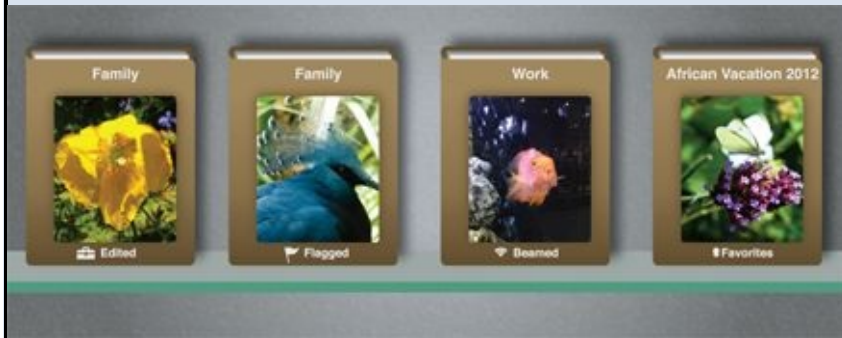 Family
Family
Work
African Vacation 2012
Edited
Flagged
Beamed
Favorites